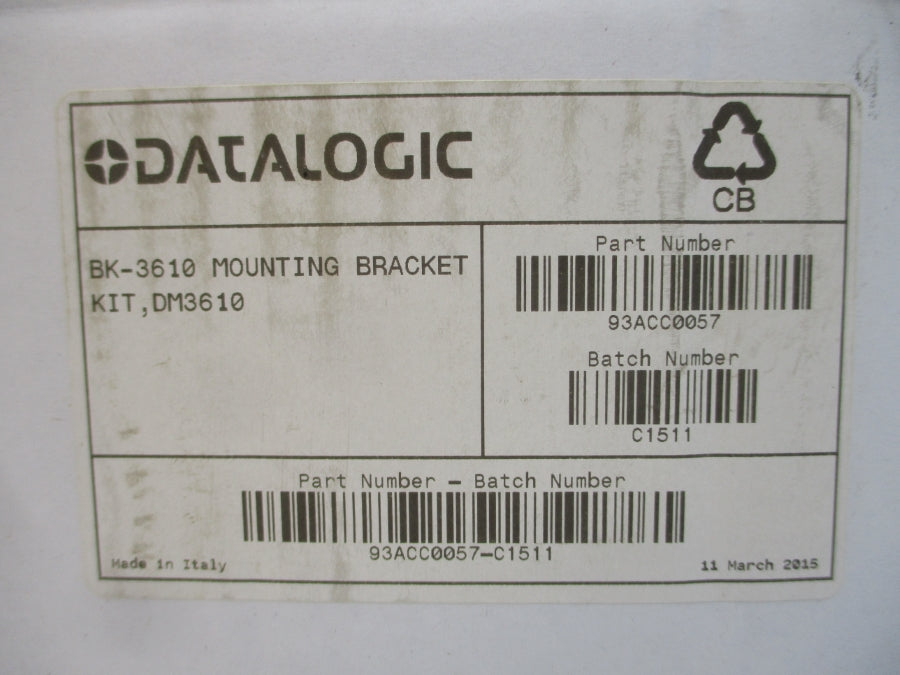 DATALOGIC
CB
BK-3610 MOUNTING BRACKET
KIT,DM3610
Part Number
93ACC0057
Batch Number
C1511
Part Number - Batch Number
93ACC0057-C1511
Made in Italy
11 March 2015